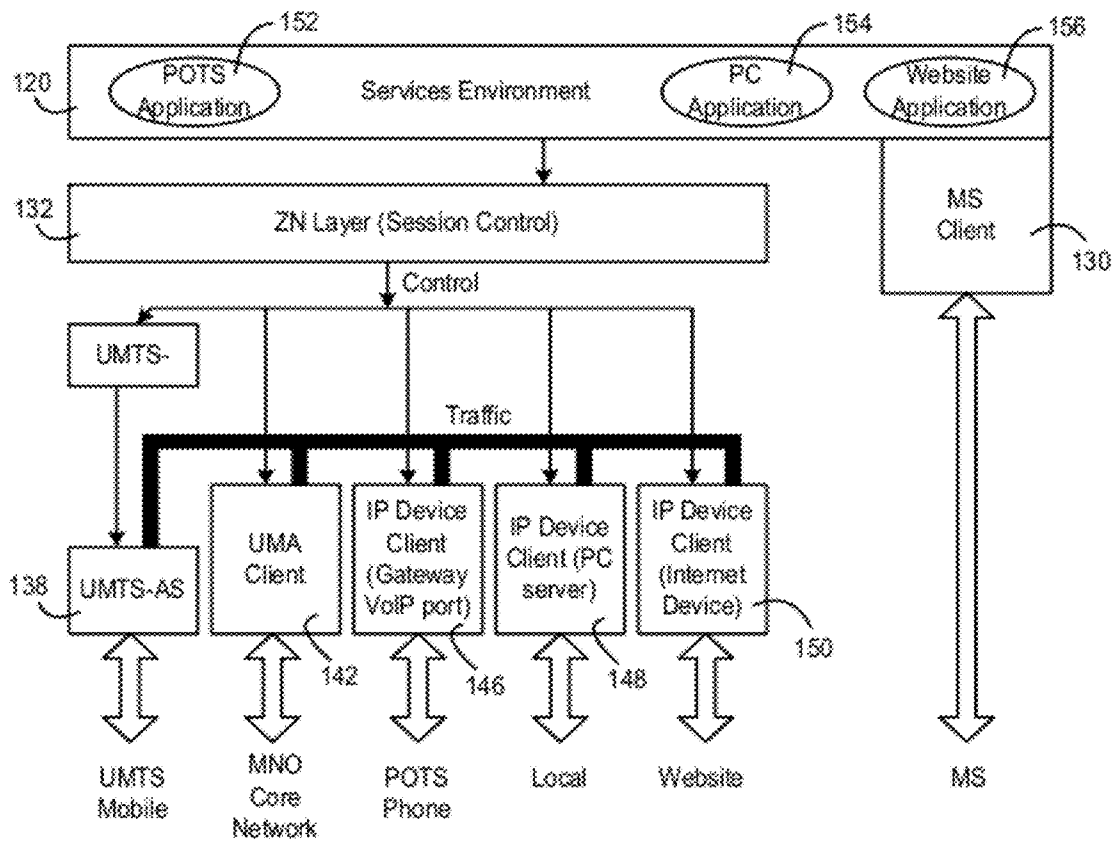 152
154
156
POTS
Application
PC
Application
Website
Application
120
Services Environment
132
ZN Layer (Session Control)
MS
Client
130
Control
UMTS-
Traffic
IP Device
Client
(Gateway
VoIP port)
IP Device
Client (PC
server)
IP Device
Client
(Internet
Device)
UMA
Client
138
UMTS-AS
142
146
148
150
UMTS
Mobile
MNO
Core
Network
POTS
Phone
Local
Website
MS